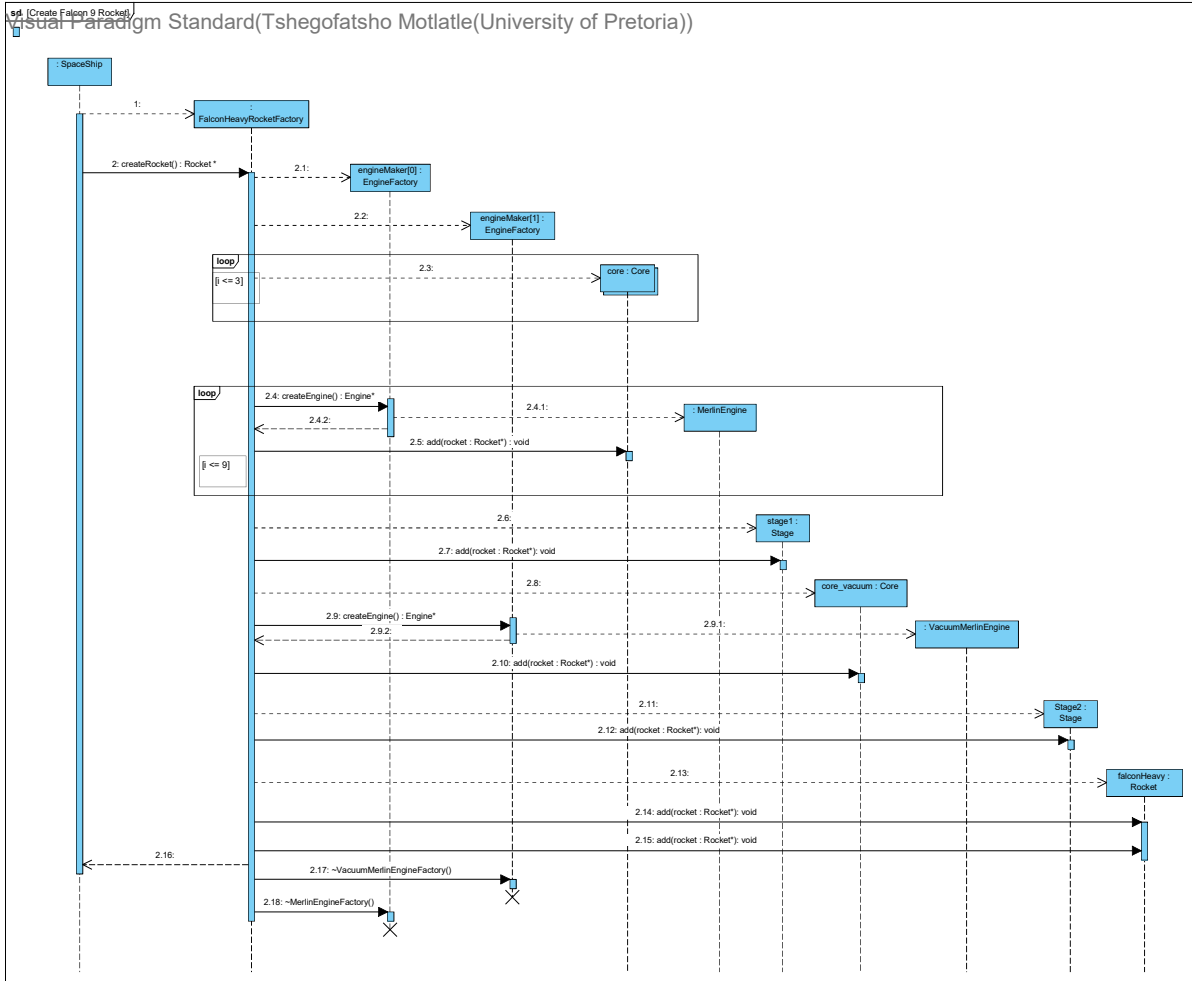 sd [Create Falcon 9 Rocket]
Visual Paradigm Standard(Tshegofatsho Motlatle(University of Pretoria))
: SpaceShip
1:
:
FalconHeavyRocketFactory
2: createRocket() : Rocket *
2.1:
engineMaker[0] :
EngineFactory
2.2:
engineMaker[1] :
EngineFactory
loop
[i <= 3]
2.3:
core : Core
loop
2.4: createEngine() : Engine*
2.4.1:
: MerlinEngine
2.4.2:
2.5: add(rocket : Rocket*) : void
[i <= 9]
2.6:
stage1 :
Stage
2.7: add(rocket : Rocket*): void
2.8:
core_vacuum : Core
2.9: createEngine() : Engine*
2.9.1:
: VacuumMerlinEngine
2.9.2:
2.10: add(rocket : Rocket*) : void
2.11:
Stage2 :
Stage
2.12: add(rocket : Rocket*): void
2.13:
falconHeavy :
Rocket
2.14: add(rocket : Rocket*): void
2.15: add(rocket : Rocket*): void
2.16:
2.17: ~VacuumMerlinEngineFactory()
2.18: ~MerlinEngineFactory()